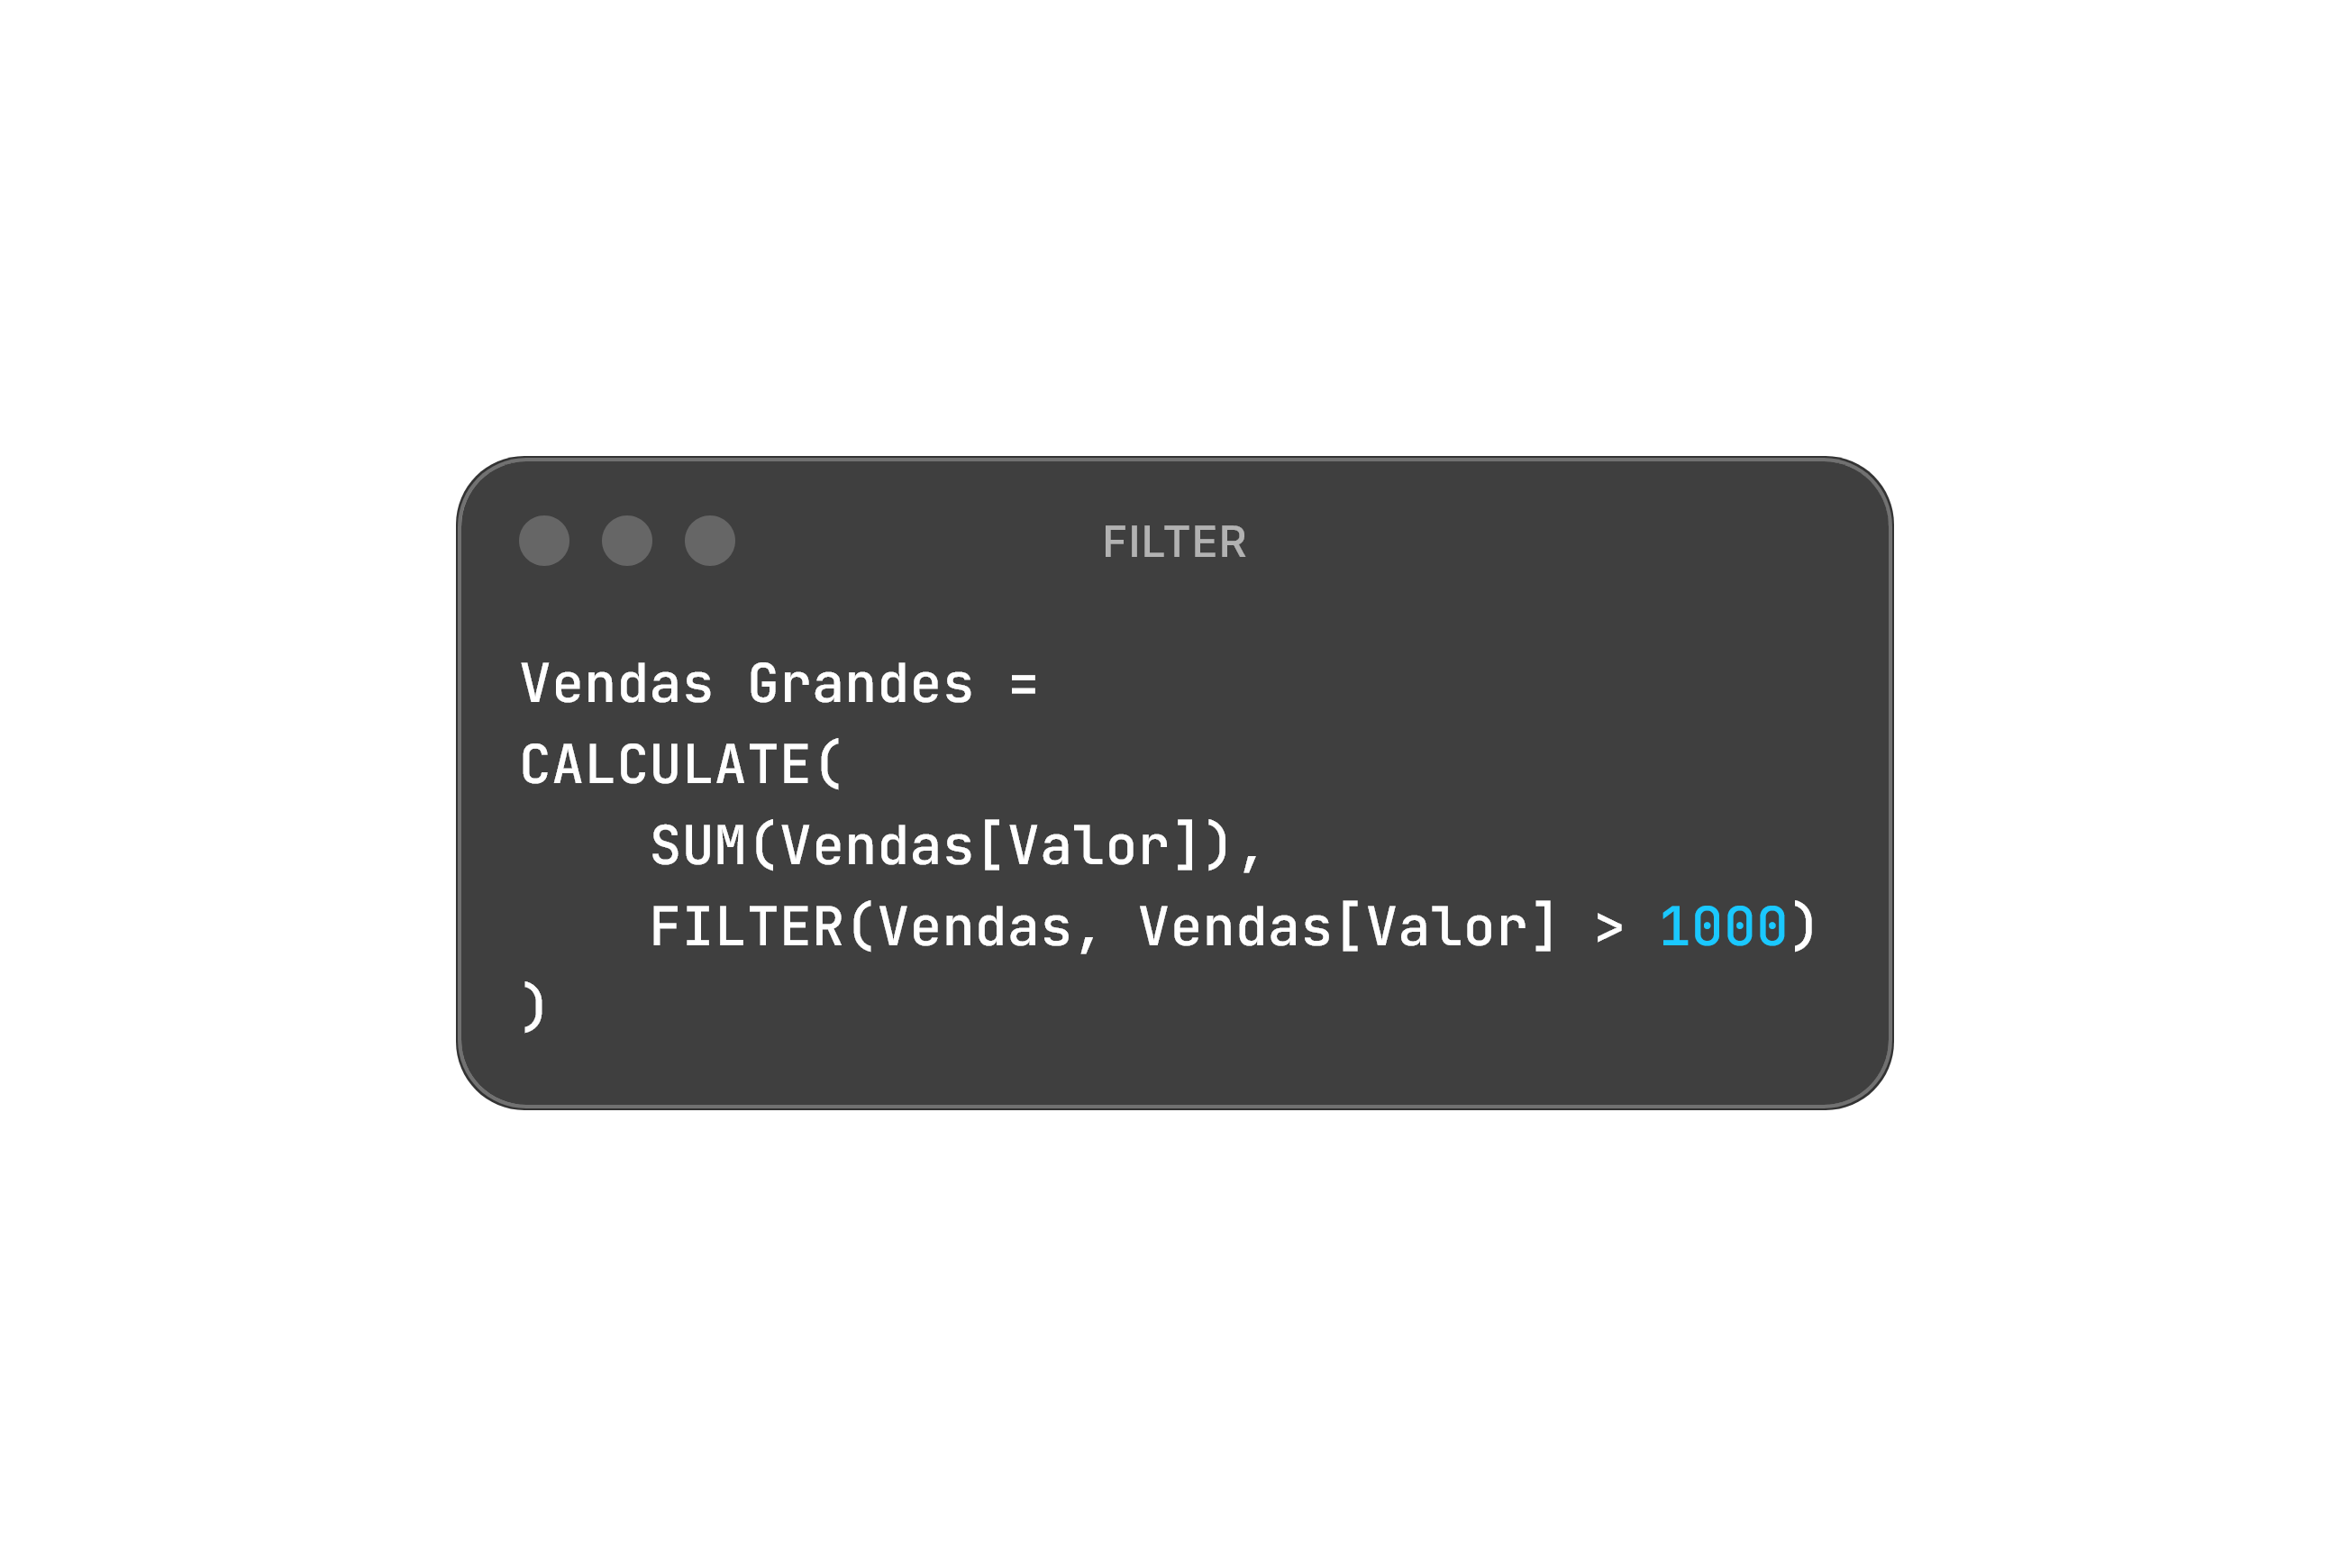 FILTER
Vendas Grandes =
CALCULATE(
    SUM(Vendas[Valor]),
    FILTER(Vendas, Vendas[Valor] > 1000)
)